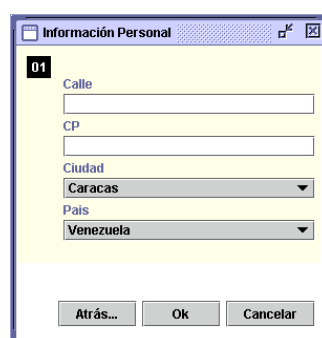 Información Personal
01
Calle
CP
Ciudad
Caracas
Pais
Venezuela
Atrás... Ok Cancelar